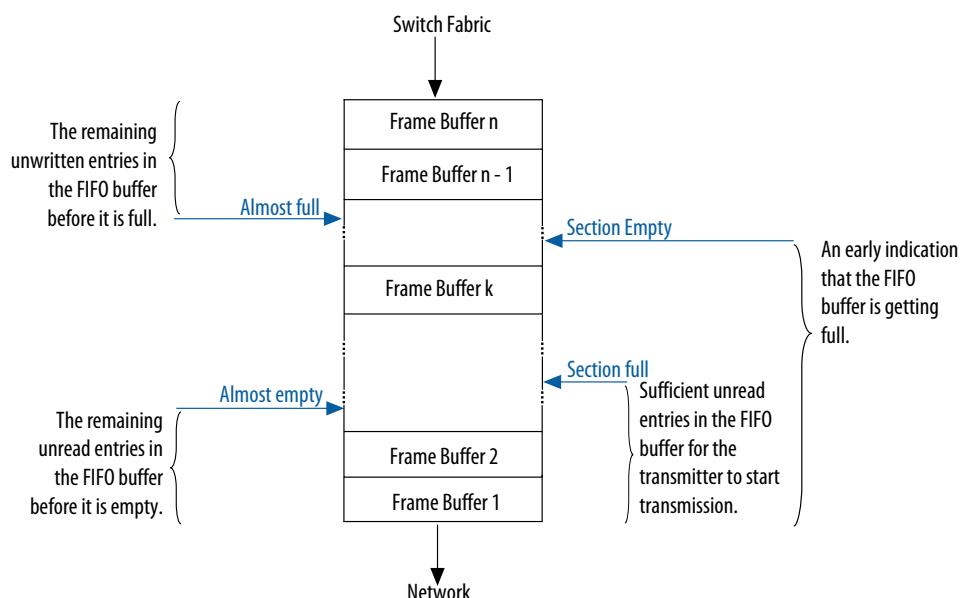 Switch Fabric
Frame Buffer n
The remaining
unwritten entries in
the FIFO buffer
before it is full.
Frame Buffer n - 1
Almost full
Section Empty
An early indication
that the FIFO
buffer is getting
full.
Frame Buffer k
Section full
Almost empty
Sufficient unread
entries in the FIFO
buffer for the
transmitter to start
transmission.
The remaining
unread entries in
the FIFO buffer
before it is empty.
Frame Buffer 2
Frame Buffer 1
Network